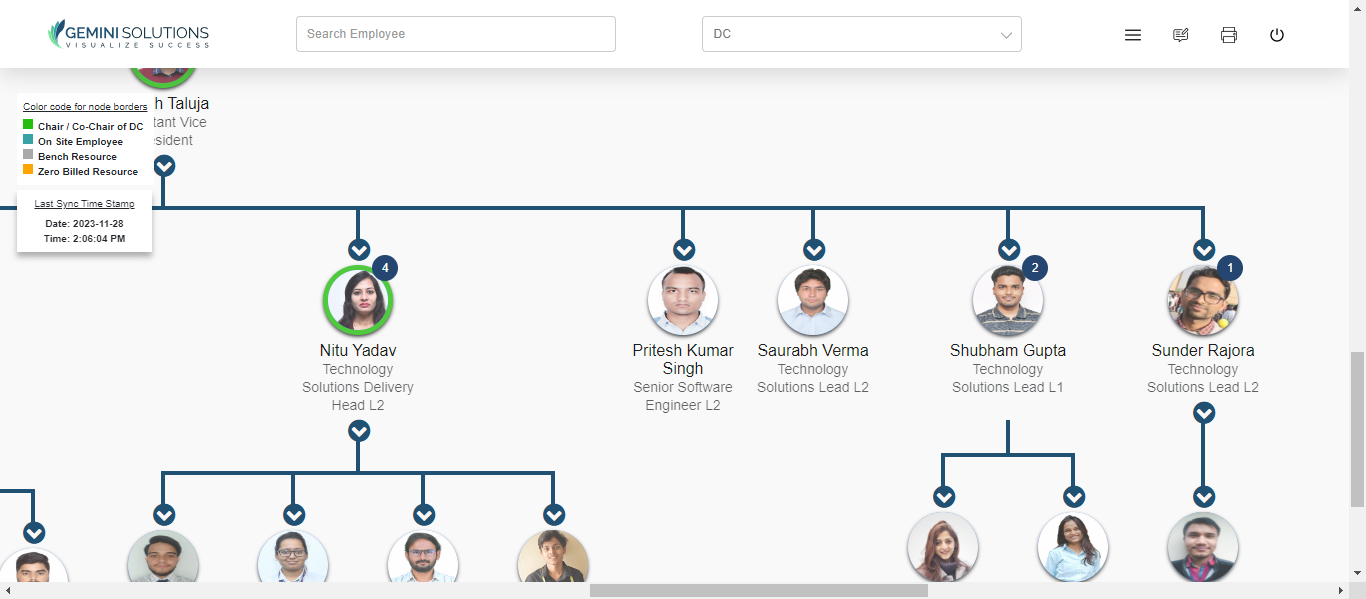 GEMINI SOLUTIONS
VISUALIZE SUCCESS
Search Employee
DC
h Taluja
tant Vice
esident
Color code for node borders
Chair / Co-Chair of DC
On Site Employee
Bench Resource
Zero Billed Resource
Last Sync Time Stamp
Date: 2023-11-28
Time: 2:06:04 PM
4
Nitu Yadav
Technology
Solutions Delivery
Head L2
Pritesh Kumar
Singh
Senior Software
Engineer L2
Saurabh Verma
Technology
Solutions Lead L2
2
Shubham Gupta
Technology
Solutions Lead L1
1
Sunder Rajora
Technology
Solutions Lead L2